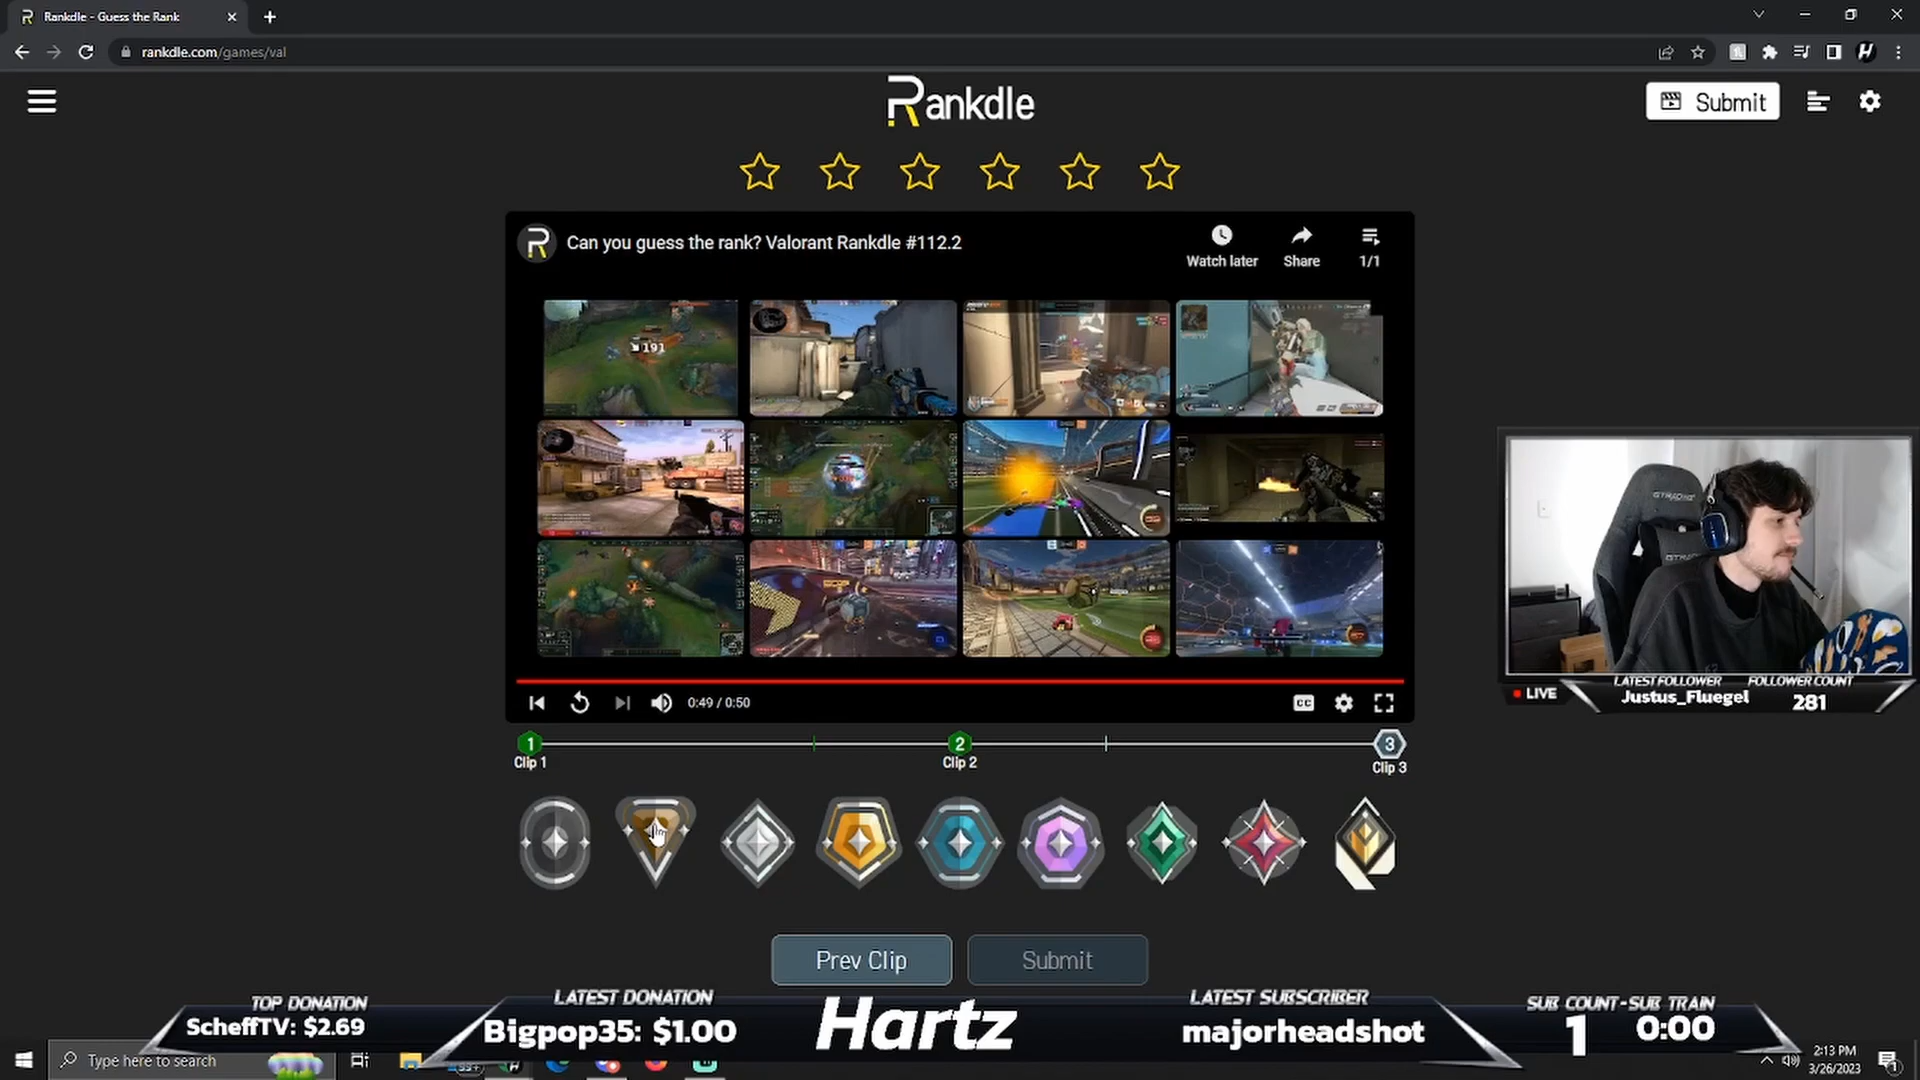 Rankdle - Guess the Rank
rankdle.com/games/val
Rankdle
Submit
Can you guess the rank? Valorant Rankdle #112.2
Watch later
Share
1/1
191
0:49 / 0:50
CC
1
2
3
Clip 1
Clip 2
Clip 3
LIVE
LATEST FOLLOWER
Justus_Fluegel
FOLLOWER COUNT
281
Prev Clip
Submit
TOP DONATION
ScheffTV: $2.69
LATEST DONATION
Bigpop35: $1.00
Hartz
LATEST SUBSCRIBER
majorheadshot
SUB COUNT-SUB TRAIN
1
0:00
Type here to search
99+
2:13 PM
3/26/2023